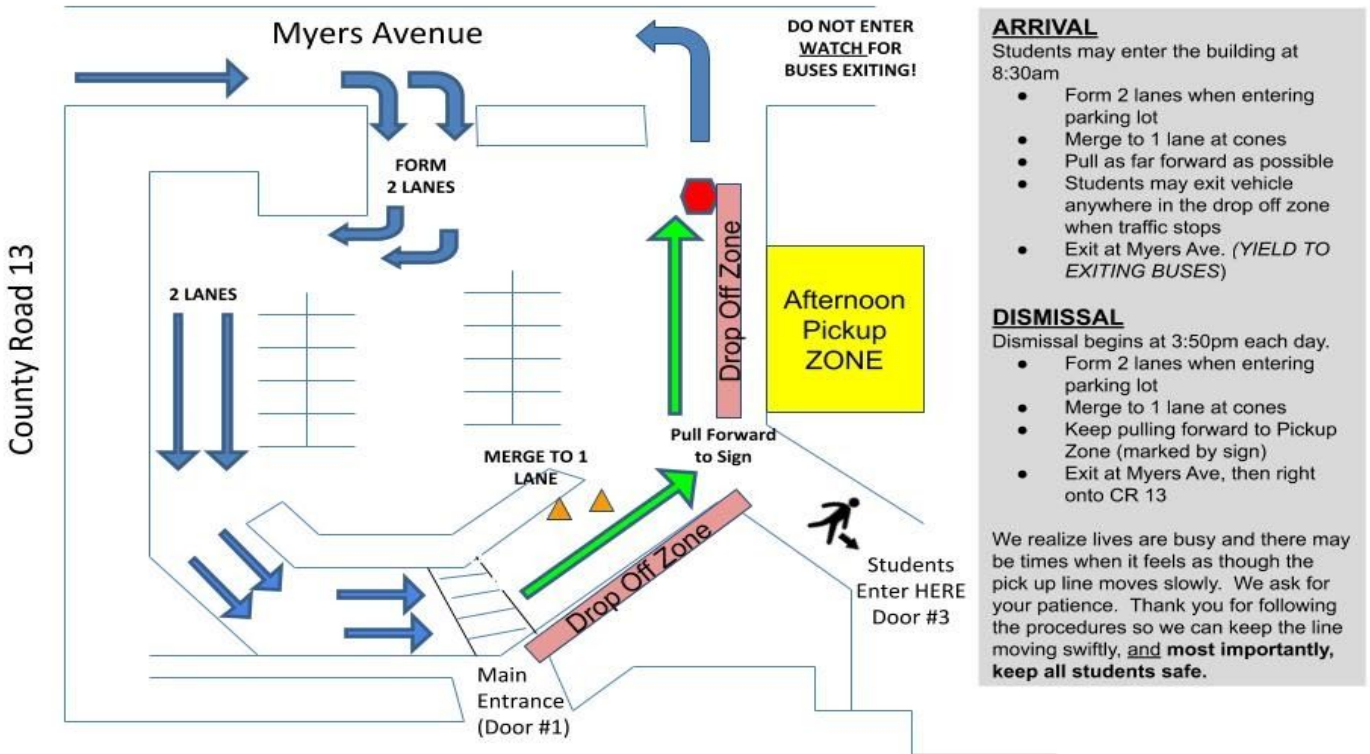 Myers Avenue
DO NOT ENTER
WATCH FOR
BUSES EXITING!
FORM
2 LANES
County Road 13
2 LANES
Drop Off Zone
Afternoon
Pickup
ZONE
Pull Forward
to Sign
MERGE TO 1
LANE
Drop Off Zone
Students
Enter HERE
Door #3
Main
Entrance
(Door #1)
ARRIVAL
Students may enter the building at
8:30am
● Form 2 lanes when entering
parking lot
● Merge to 1 lane at cones
● Pull as far forward as possible
● Students may exit vehicle
anywhere in the drop off zone
when traffic stops
● Exit at Myers Ave. (YIELD TO
EXITING BUSES)
DISMISSAL
Dismissal begins at 3:50pm each day.
● Form 2 lanes when entering
parking lot
● Merge to 1 lane at cones
● Keep pulling forward to Pickup
Zone (marked by sign)
● Exit at Myers Ave, then right
onto CR 13
We realize lives are busy and there may
be times when it feels as though the
pick up line moves slowly. We ask for
your patience. Thank you for following
the procedures so we can keep the line
moving swiftly, and most importantly,
keep all students safe.